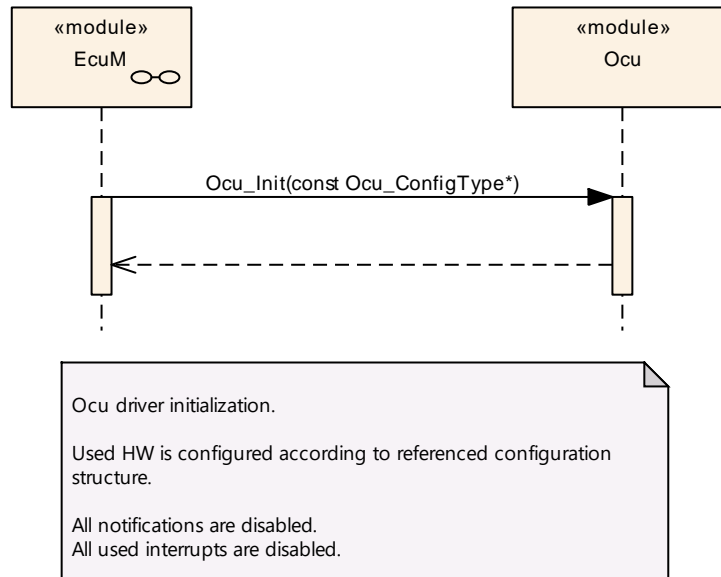 «module»
EcuM
«module»
Ocu
Ocu_Init(const Ocu_ConfigType*)
Ocu driver initialization.
Used HW is configured according to referenced configuration
structure.
All notifications are disabled.
All used interrupts are disabled.